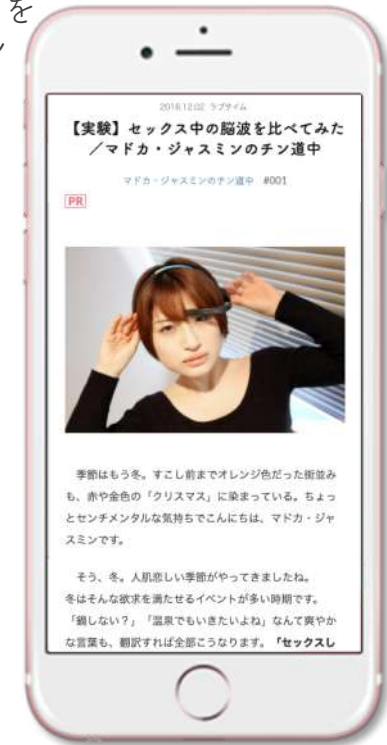 を
2016.12.02 ラブタイム
【実験】セックス中の脳波を比べてみた
／マドカ・ジャスミンのチン道中
マドカ・ジャスミンのチン道中 #001
PR
季節はもう冬。すこし前までオレンジ色だった街並み
も、赤や金色の「クリスマス」に染まっている。ちょっ
とセンチメンタルな気持ちでこんにちは、マドカ・ジャ
スミンです。
そう、冬。人肌恋しい季節がやってきましたね。
冬はそんな欲求を満たせるイベントが多い時期です。
「鍋しない？」「温泉でもいきたいよね」なんて爽やか
な言葉も、翻訳すれば全部こうなります。「セックスし